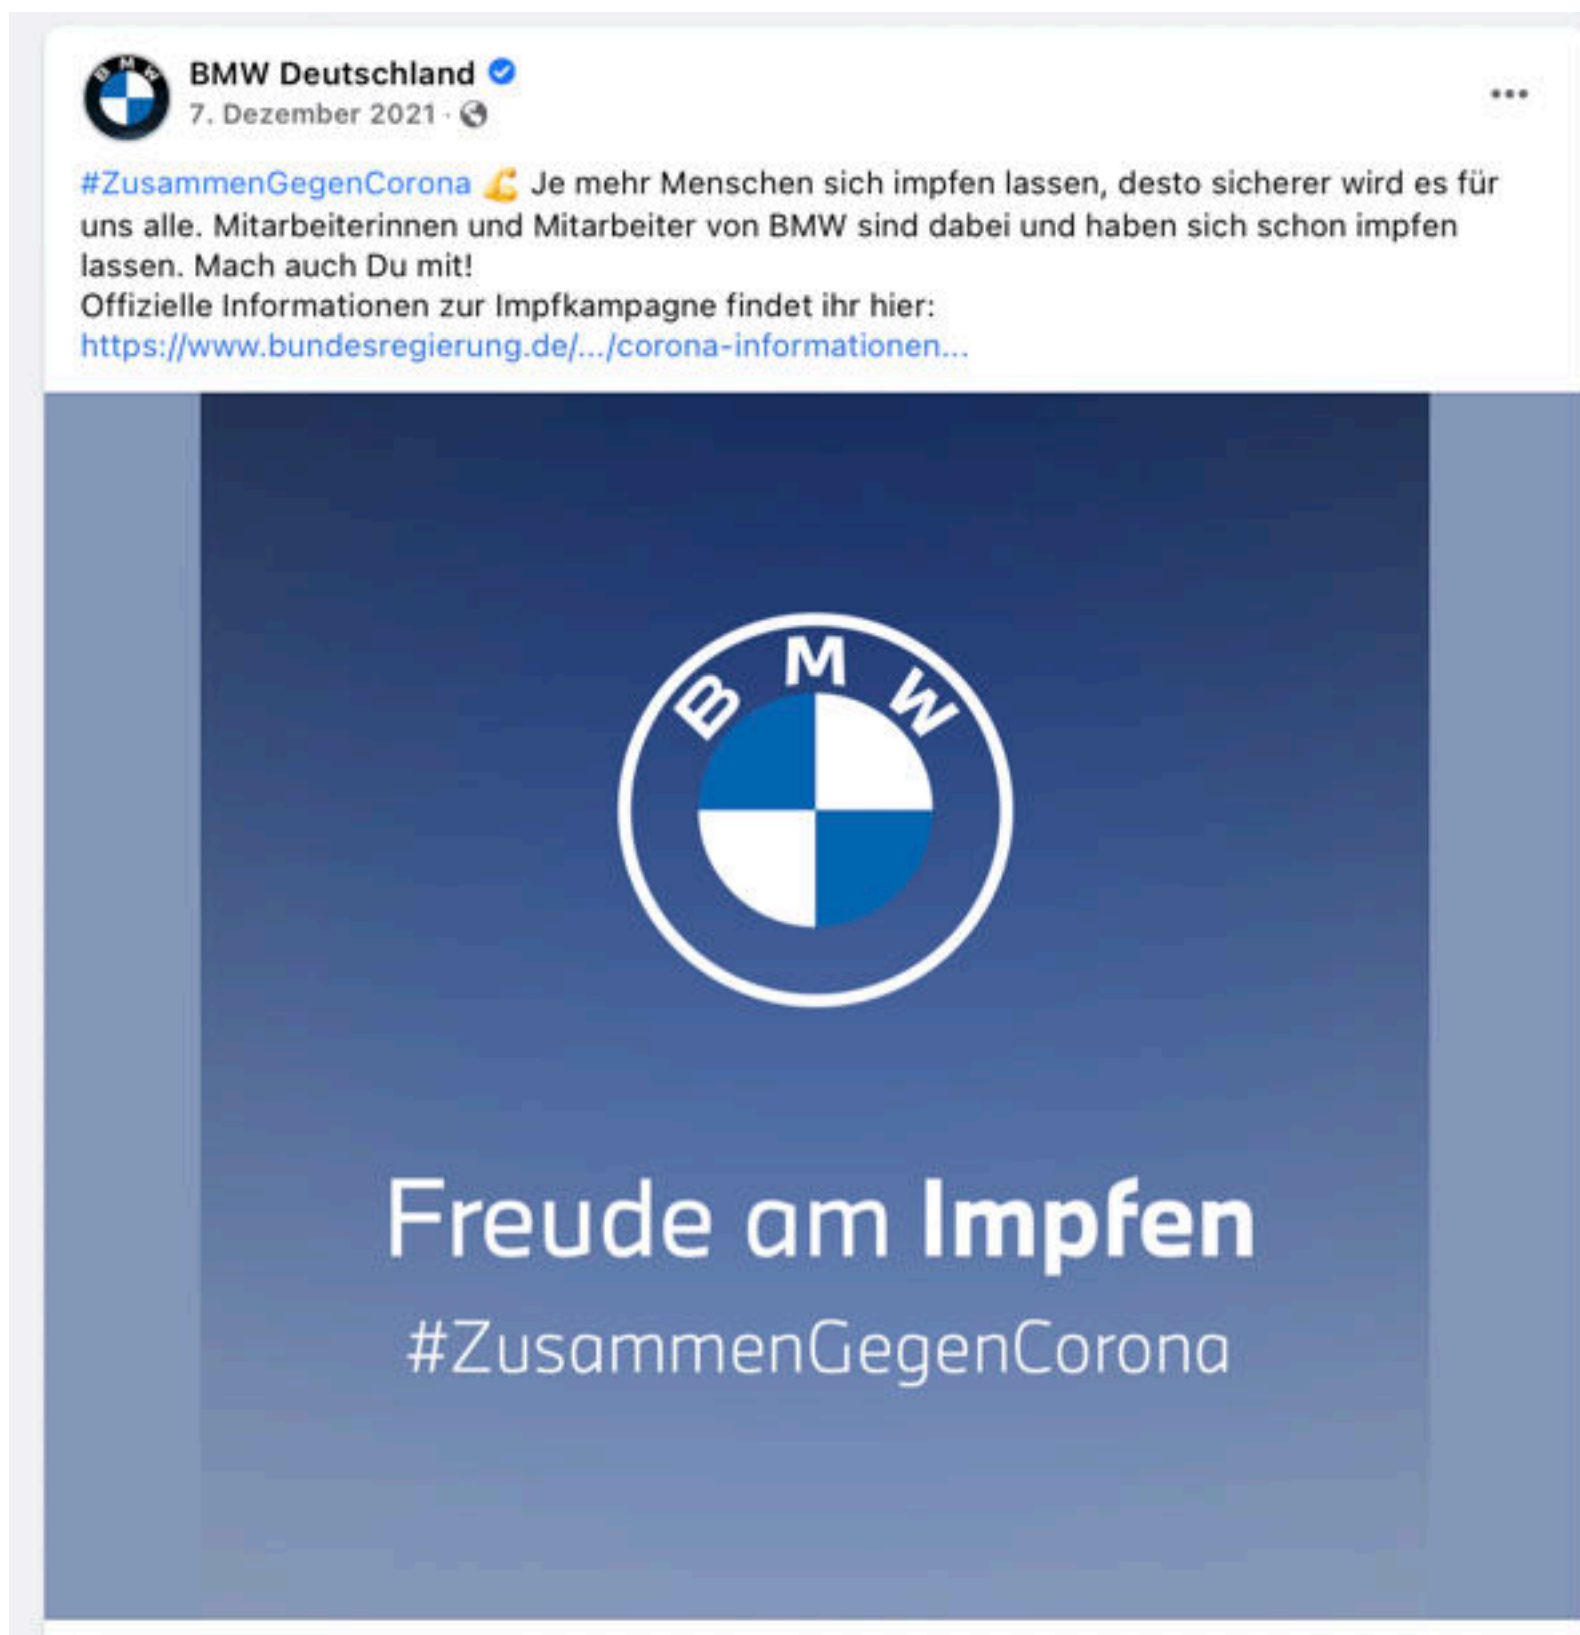 BMW Deutschland
7. Dezember 2021 ·
#ZusammenGegenCorona 💪 Je mehr Menschen sich impfen lassen, desto sicherer wird es für
uns alle. Mitarbeiterinnen und Mitarbeiter von BMW sind dabei und haben sich schon impfen
lassen. Mach auch Du mit!
Offizielle Informationen zur Impfkampagne findet ihr hier:
https://www.bundesregierung.de/.../corona-informationen...
BMW
Freude am Impfen
#ZusammenGegenCorona